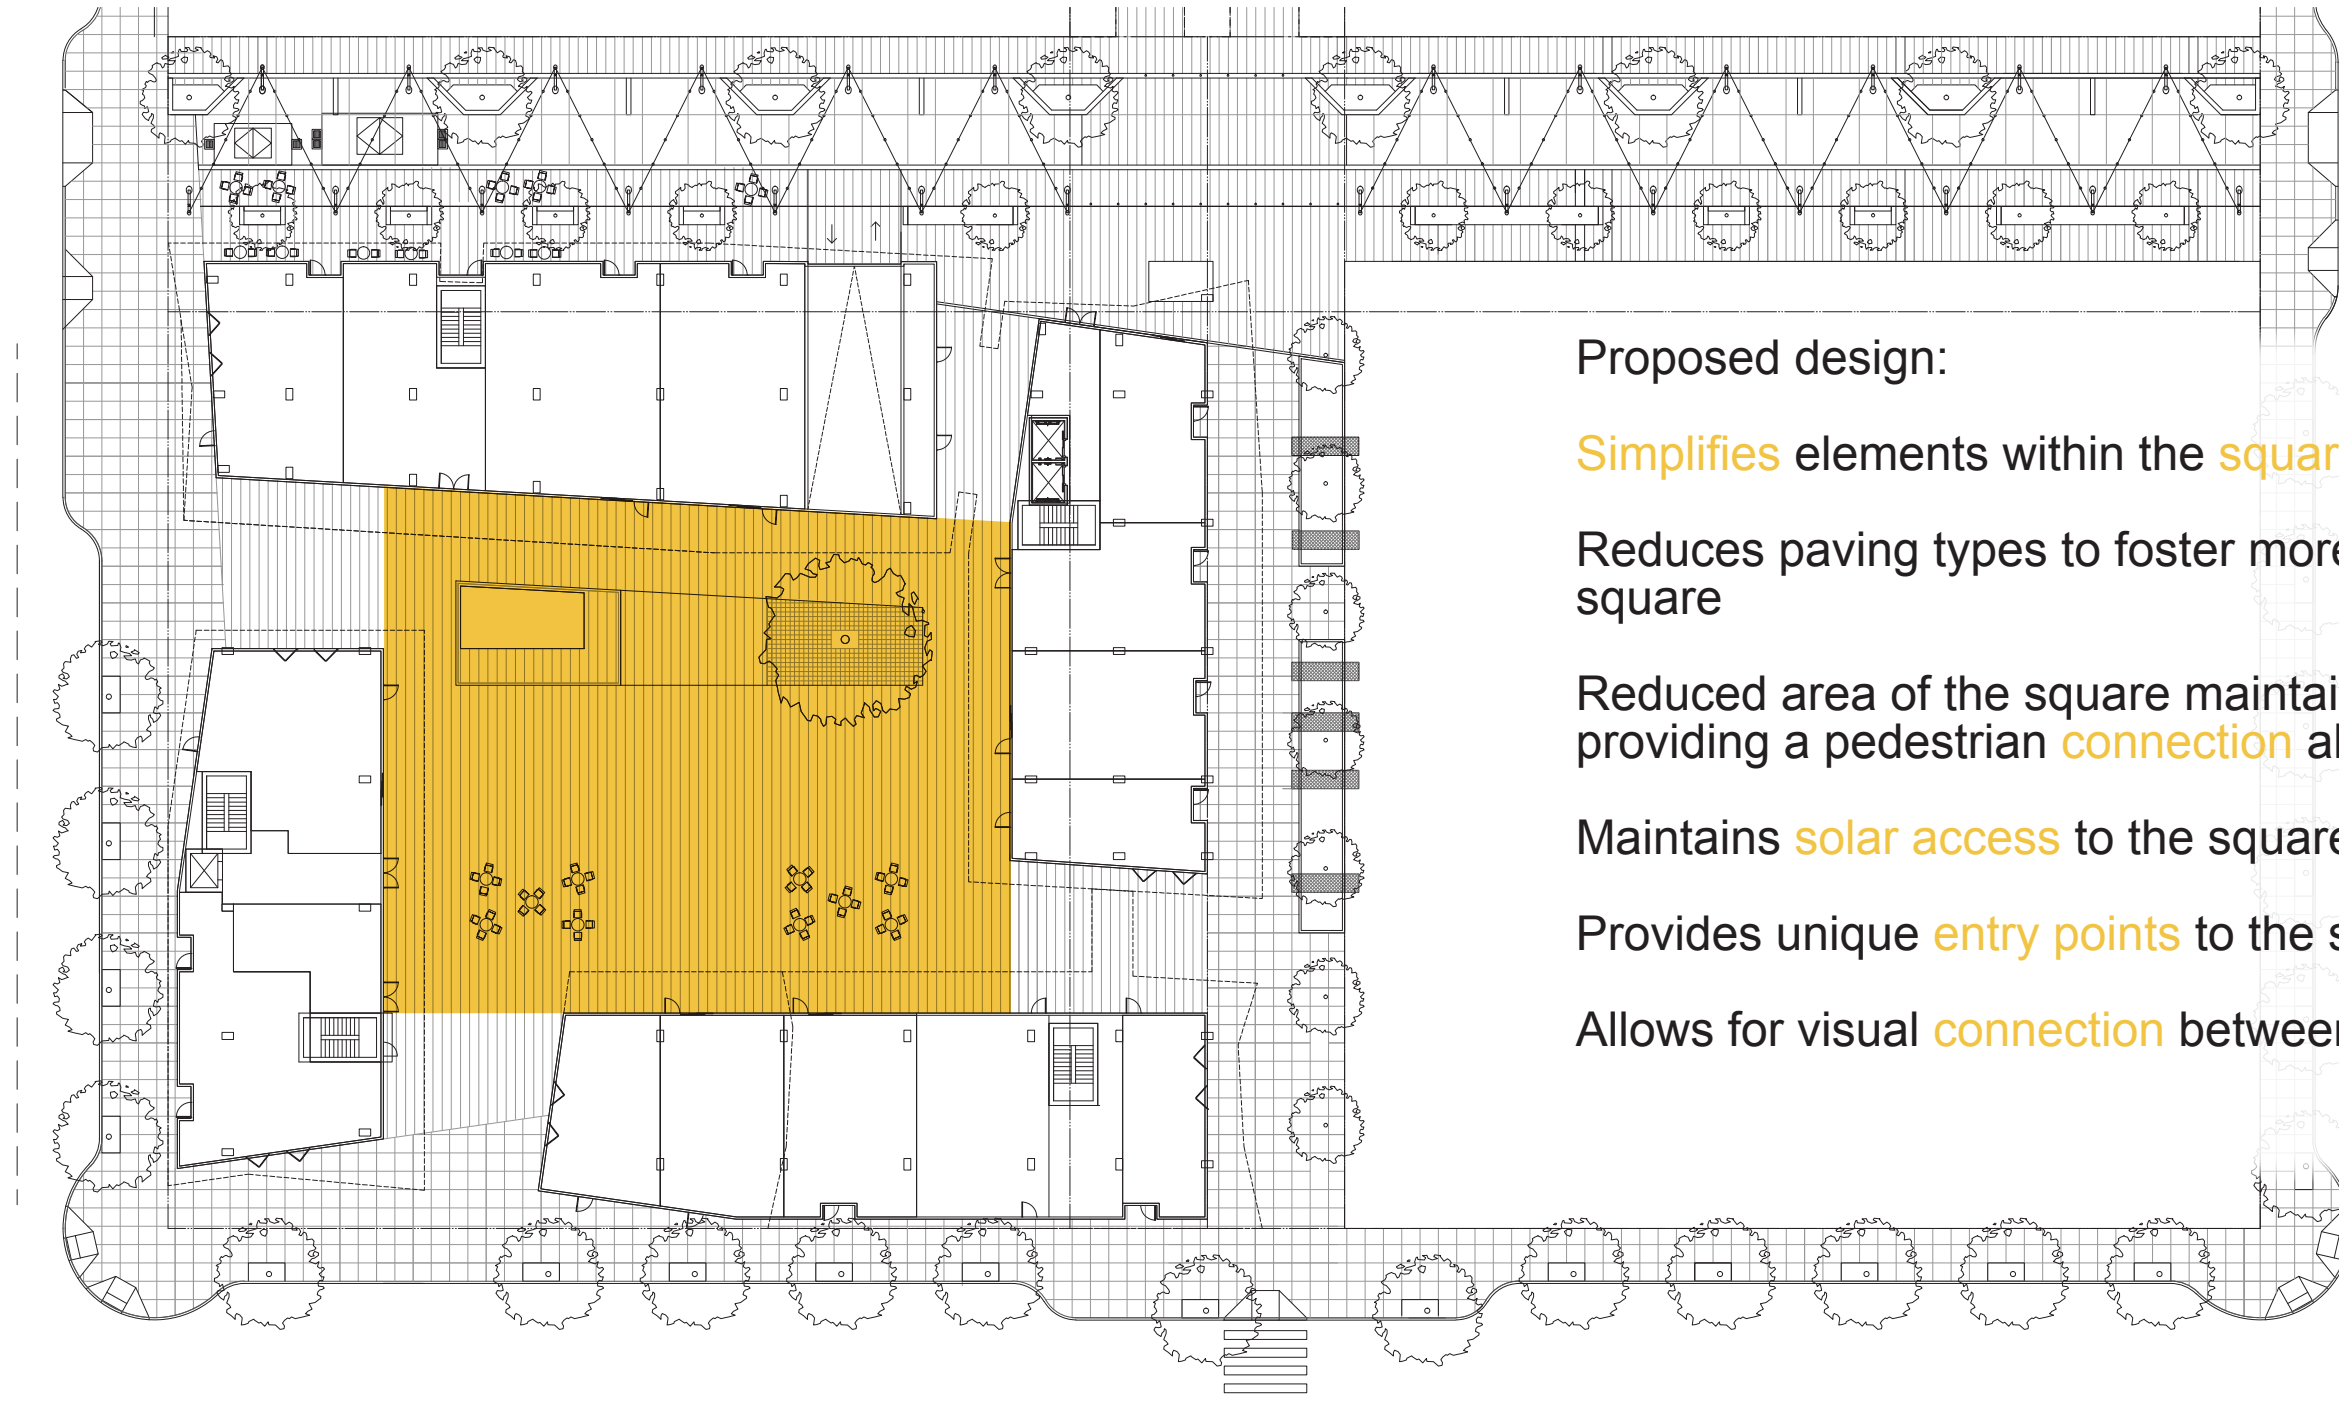 Proposed design:
Simplifies elements within the squar
Reduces paving types to foster more
square
Reduced area of the square maintai
providing a pedestrian connection al
Maintains solar access to the square
Provides unique entry points to the s
Allows for visual connection between